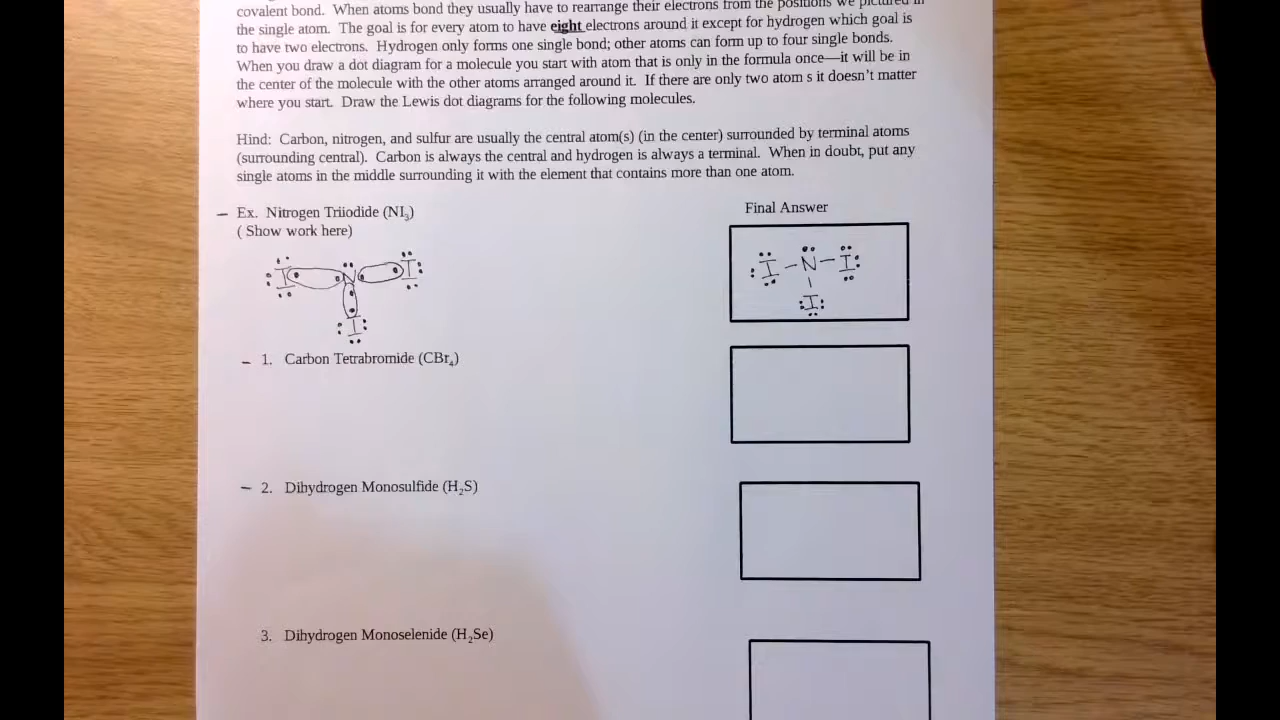 covalent bond. When atoms bond they usually have to rearrange their electrons from the positions we pictured in
the single atom. The goal is for every atom to have eight electrons around it except for hydrogen which goal is
to have two electrons. Hydrogen only forms one single bond; other atoms can form up to four single bonds.
When you draw a dot diagram for a molecule you start with atom that is only in the formula once—it will be in
the center of the molecule with the other atoms arranged around it. If there are only two atom s it doesn't matter
where you start. Draw the Lewis dot diagrams for the following molecules.
Hind: Carbon, nitrogen, and sulfur are usually the central atom(s) (in the center) surrounded by terminal atoms
(surrounding central). Carbon is always the central and hydrogen is always a terminal. When in doubt, put any
single atoms in the middle surrounding it with the element that contains more than one atom.
– Ex. Nitrogen Triiodide (NI₃)
Final Answer
( Show work here)
I N I
I
I – N – I
I
– 1. Carbon Tetrabromide (CBr₄)
– 2. Dihydrogen Monosulfide (H₂S)
3. Dihydrogen Monoselenide (H₂Se)